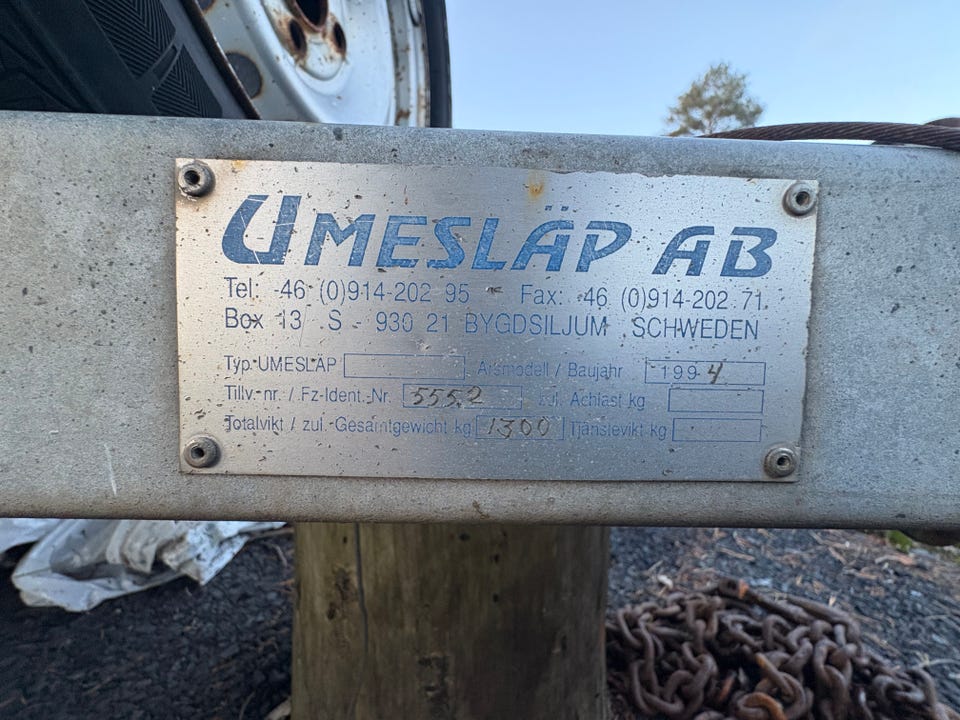 UMESLÄP AB
Tel: 46 (0)914-202 95 - Fax: 46 (0)914-202 71
Box 13 S - 930 21 BYGDSILJUM SCHWEDEN
Typ UMESLÄP Årsmodell / Baujahr 1994
Tillv. nr. / Fz-Ident. Nr. 5552 zul. Achlast kg
Totalvikt / zul. Gesamtgewicht kg 1300 Tjänstevikt kg